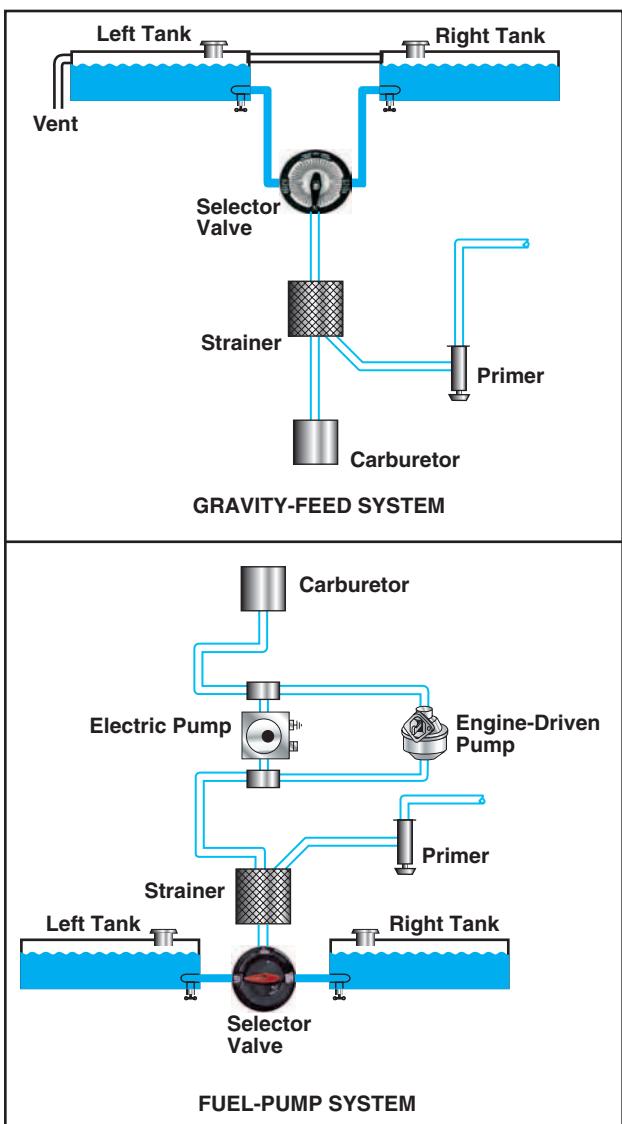 Left Tank
Right Tank
Vent
Selector
Valve
Strainer
Primer
Carburetor
GRAVITY-FEED SYSTEM
Carburetor
Electric Pump
Engine-Driven
Pump
Primer
Strainer
Left Tank
Right Tank
Selector
Valve
FUEL-PUMP SYSTEM